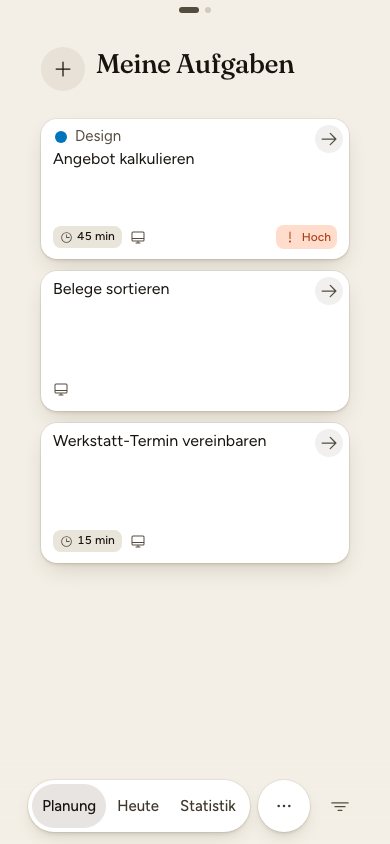 Meine Aufgaben
Design
Angebot kalkulieren
45 min
Hoch
Belege sortieren
Werkstatt-Termin vereinbaren
15 min
Planung Heute Statistik